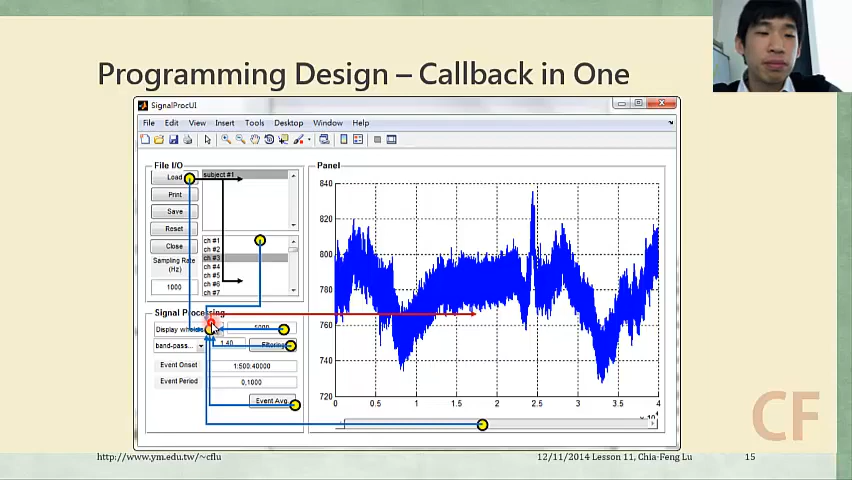 Programming Design – Callback in One
SignalProcUI
File Edit View Insert Tools Desktop Window Help
File I/O
Load
Print
Save
Reset
Close
Sampling Rate
(Hz)
1000
subject #1
ch #1
ch #2
ch #3
ch #4
ch #5
ch #6
ch #7
Signal Processing
band-pass...
1,40
Filtering
Event Onset
1:500:40000
Event Period
0,1000
Event Avg.
Panel
840
820
800
780
760
740
720
0 0.5 1 1.5 2 2.5 3 3.5 4
x 10⁴
CF
http://www.ym.edu.tw/~cflu
12/11/2014 Lesson 11, Chia-Feng Lu
15